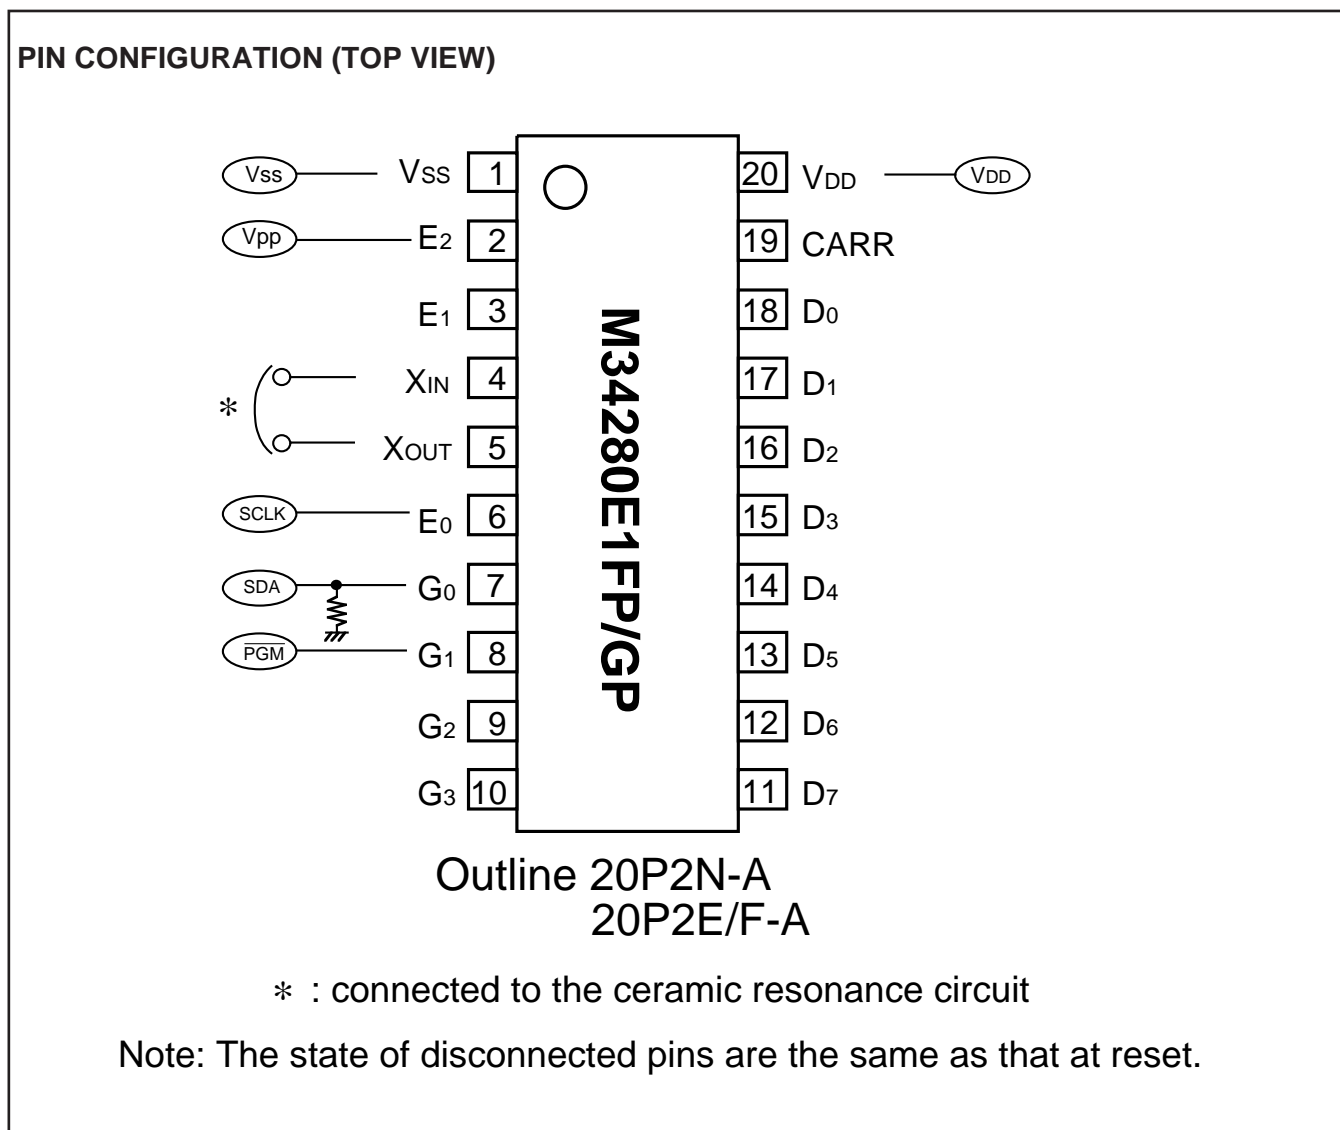 PIN CONFIGURATION (TOP VIEW)
Vss VSS 1 20 VDD VDD
Vpp E2 2 19 CARR
E1 3 18 D0
XIN 4 17 D1
*
XOUT 5 16 D2
SCLK E0 6 15 D3
SDA G0 7 14 D4
PGM G1 8 13 D5
G2 9 12 D6
G3 10 11 D7
M34280E1FP/GP
Outline 20P2N-A
20P2E/F-A
* : connected to the ceramic resonance circuit
Note: The state of disconnected pins are the same as that at reset.